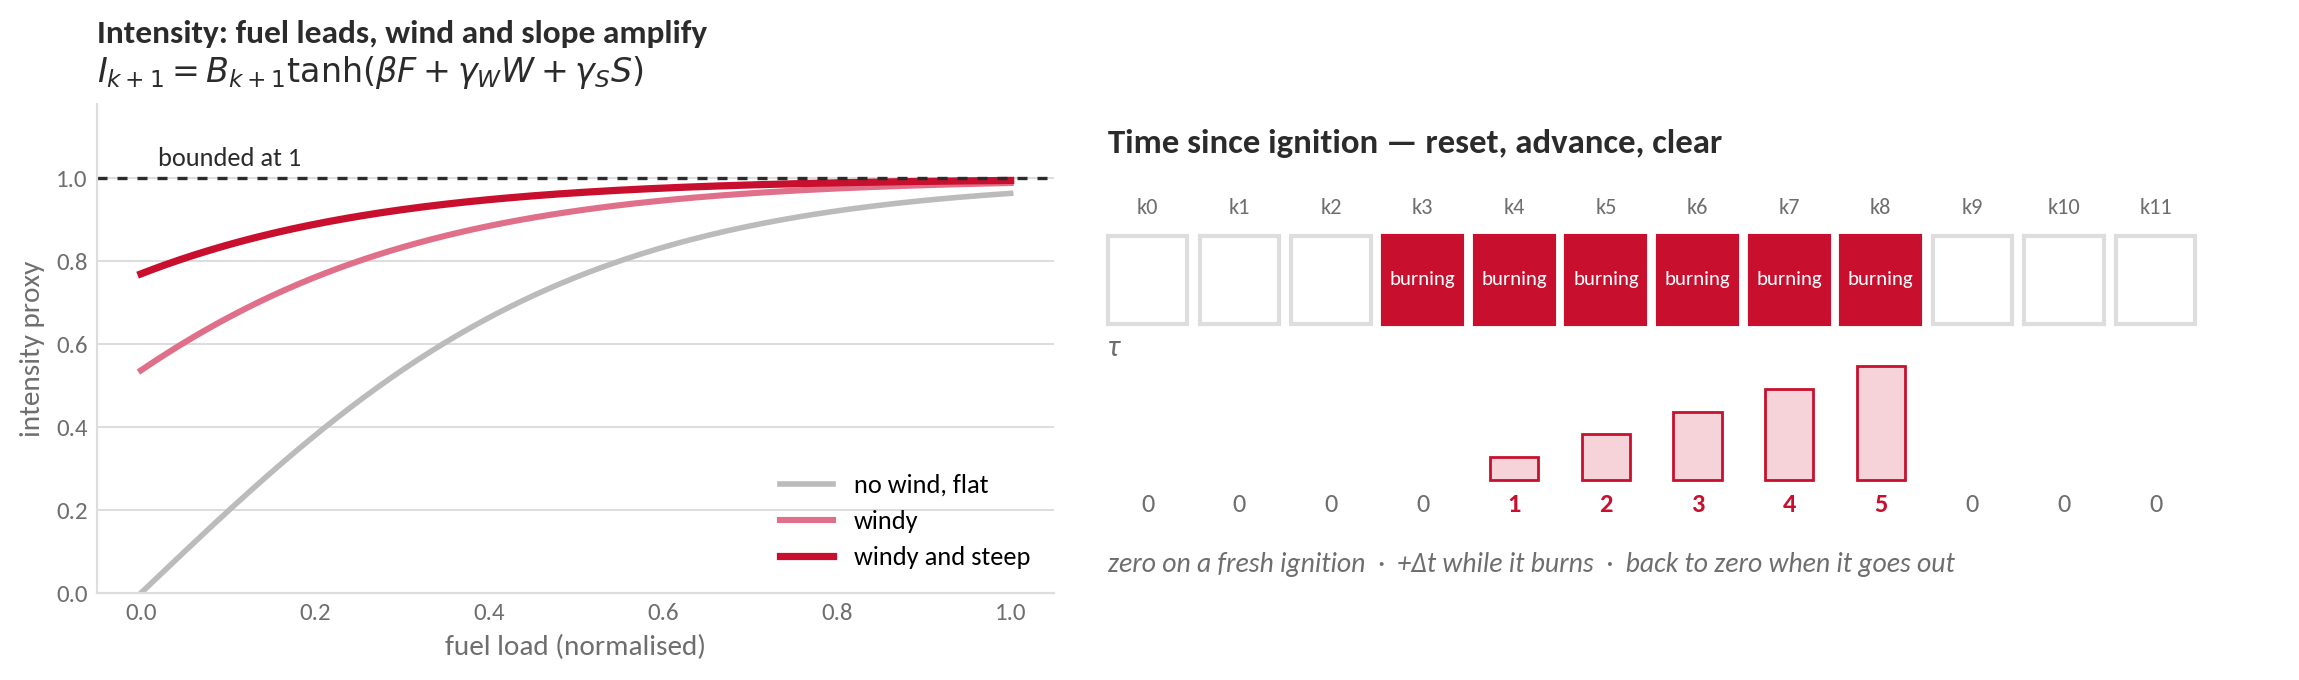 Intensity: fuel leads, wind and slope amplify
I_{k+1} = B_{k+1}tanh(βF + γ_W W + γ_S S)
bounded at 1
1.0
0.8
0.6
0.4
0.2
0.0
intensity proxy
no wind, flat
windy
windy and steep
0.0 0.2 0.4 0.6 0.8 1.0
fuel load (normalised)
Time since ignition — reset, advance, clear
k0 k1 k2 k3 k4 k5 k6 k7 k8 k9 k10 k11
burning burning burning burning burning burning
τ
0 0 0 0 1 2 3 4 5 0 0 0
zero on a fresh ignition · +Δt while it burns · back to zero when it goes out